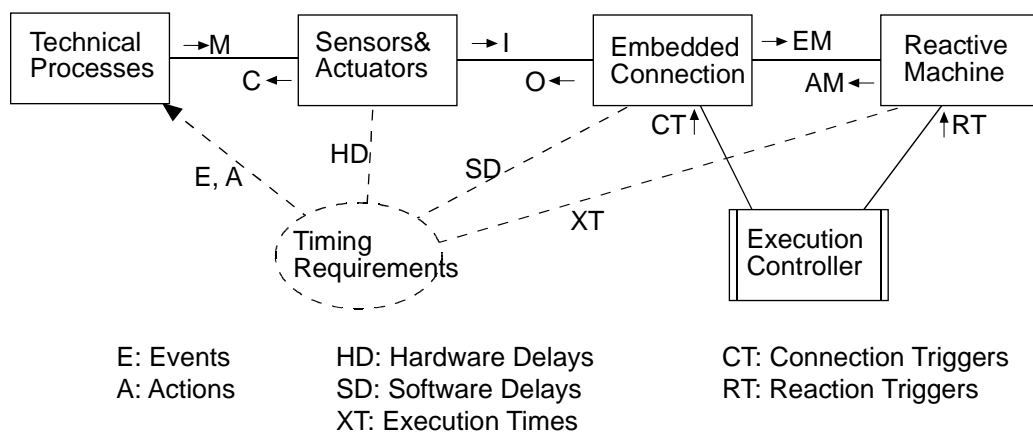 Technical
Processes
M
C
Sensors&
Actuators
I
O
Embedded
Connection
EM
AM
Reactive
Machine
E, A
HD
SD
XT
CT
RT
Timing
Requirements
Execution
Controller
E: Events
A: Actions
HD: Hardware Delays
SD: Software Delays
XT: Execution Times
CT: Connection Triggers
RT: Reaction Triggers